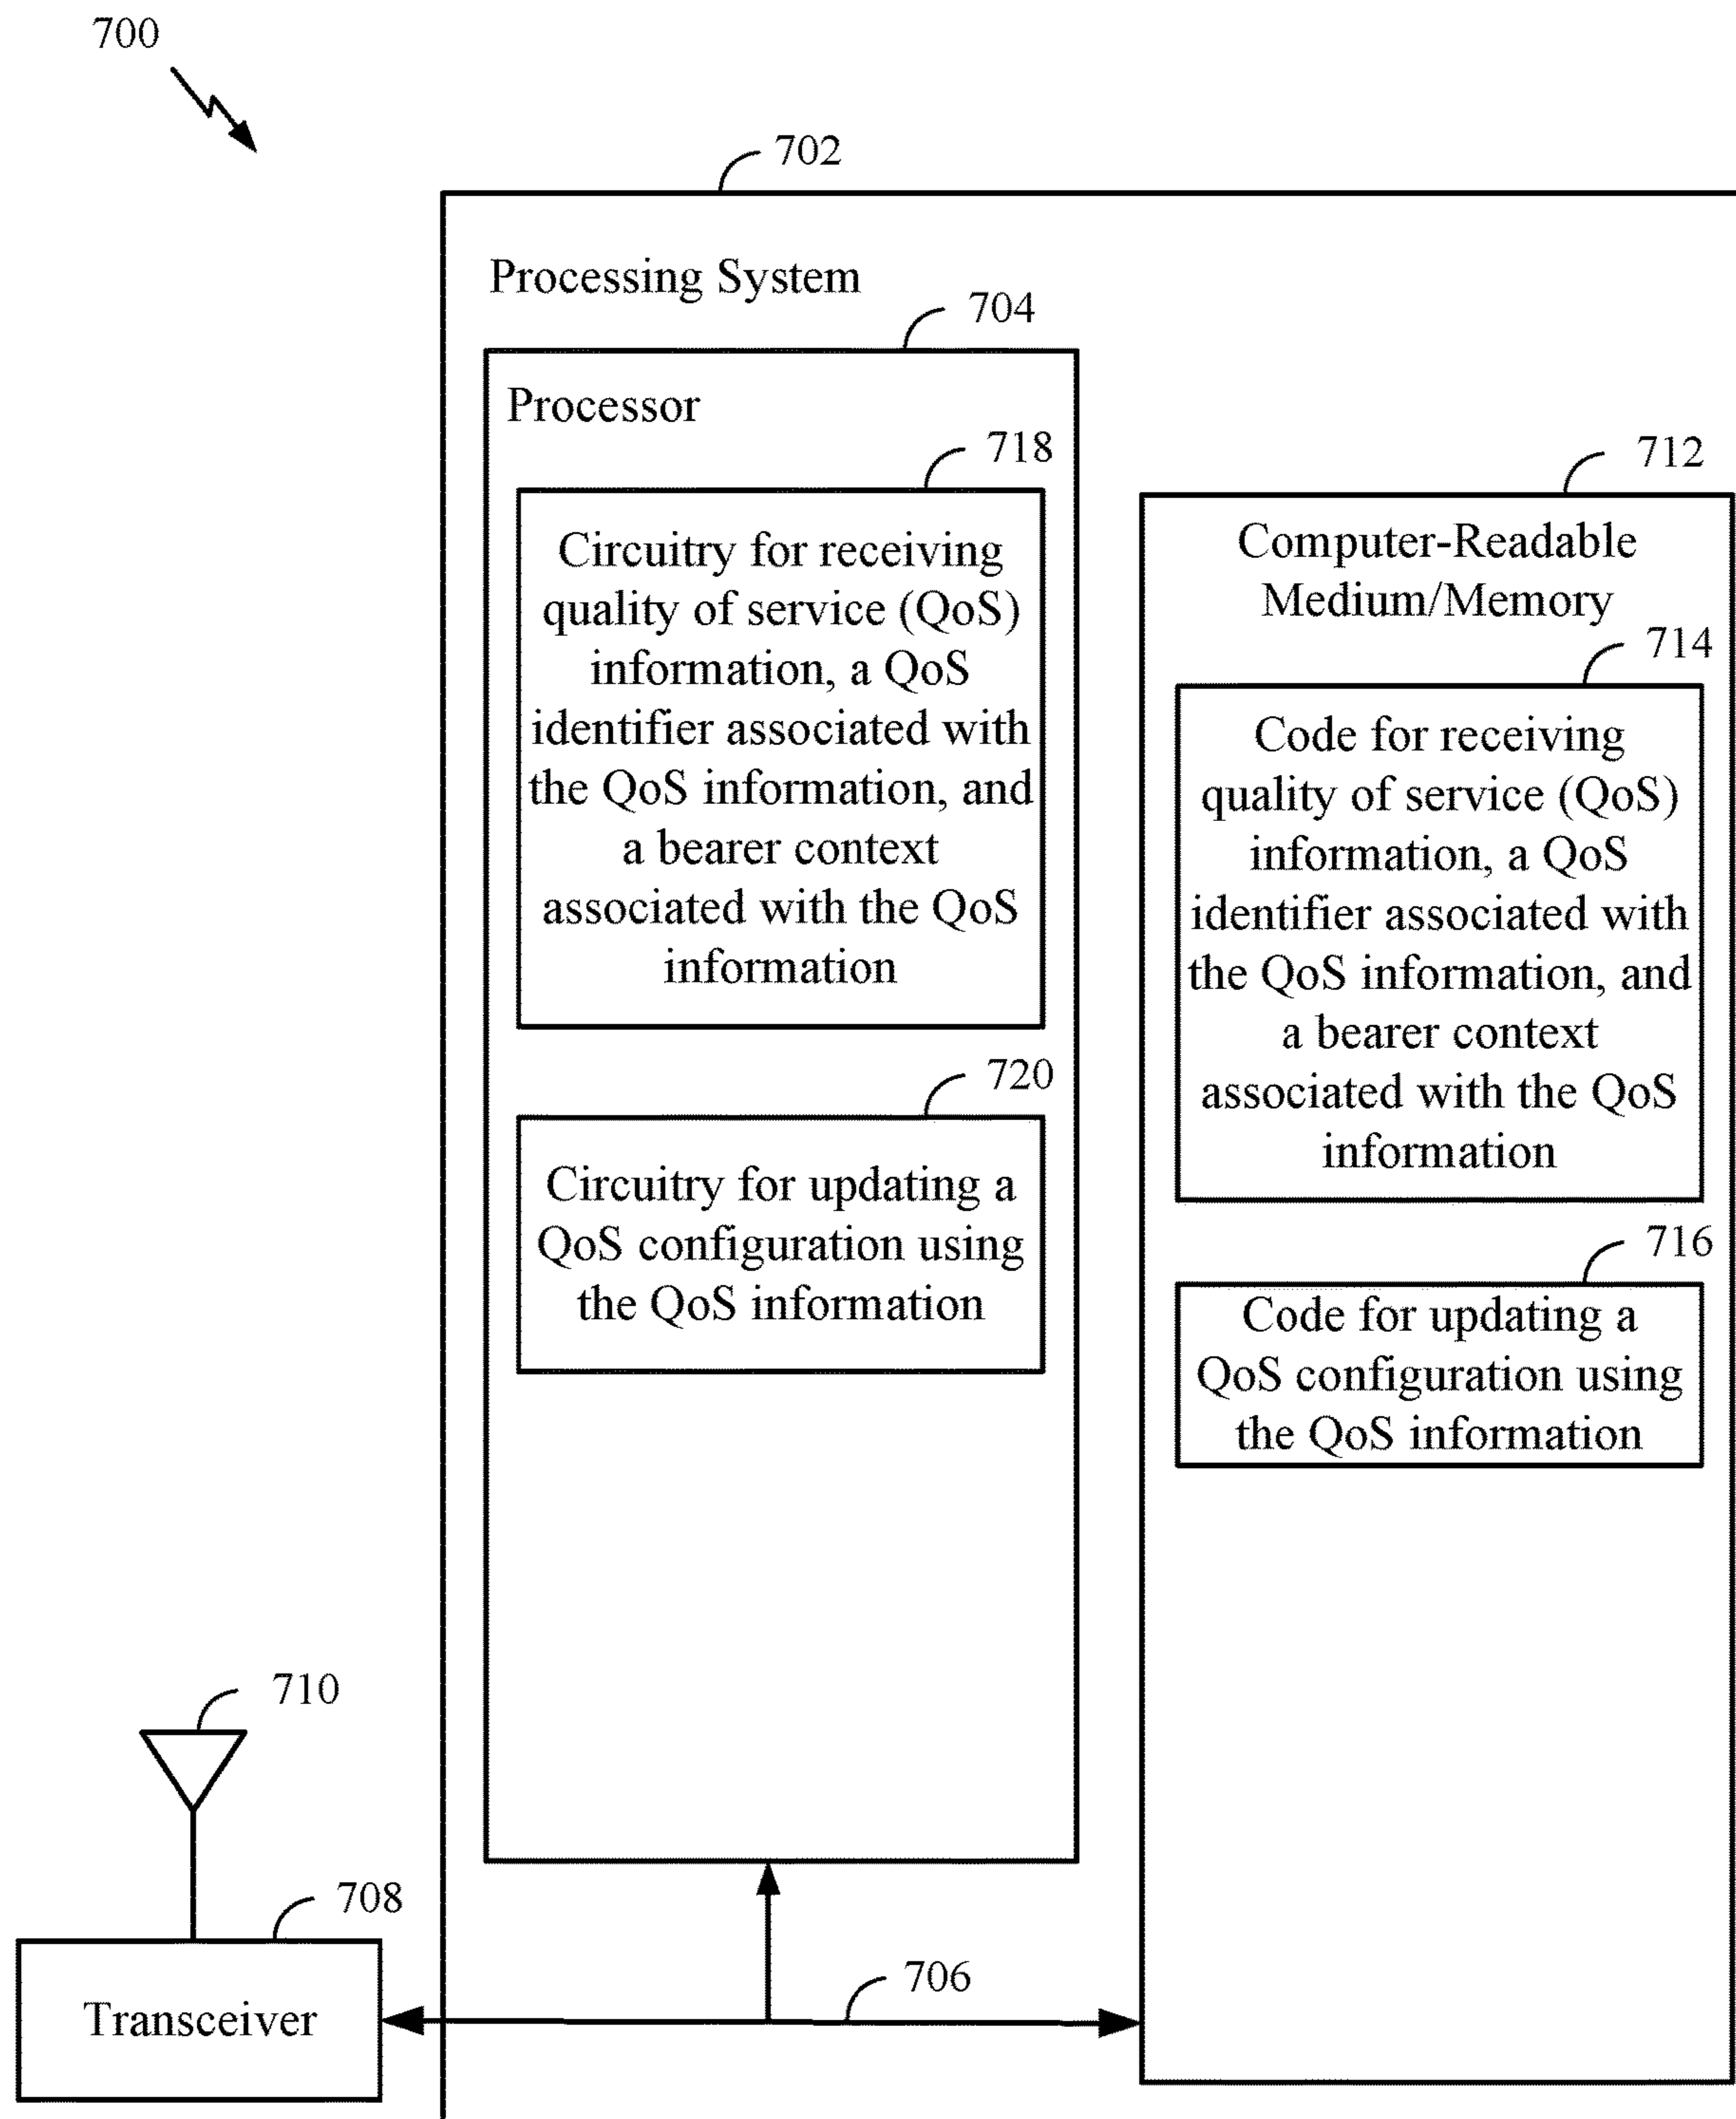 700
702
Processing System
704
Processor
718
Circuitry for receiving
quality of service (QoS)
information, a QoS
identifier associated with
the QoS information, and
a bearer context
associated with the QoS
information
720
Circuitry for updating a
QoS configuration using
the QoS information
712
Computer-Readable
Medium/Memory
714
Code for receiving
quality of service (QoS)
information, a QoS
identifier associated with
the QoS information, and
a bearer context
associated with the QoS
information
716
Code for updating a
QoS configuration using
the QoS information
710
708
Transceiver
706